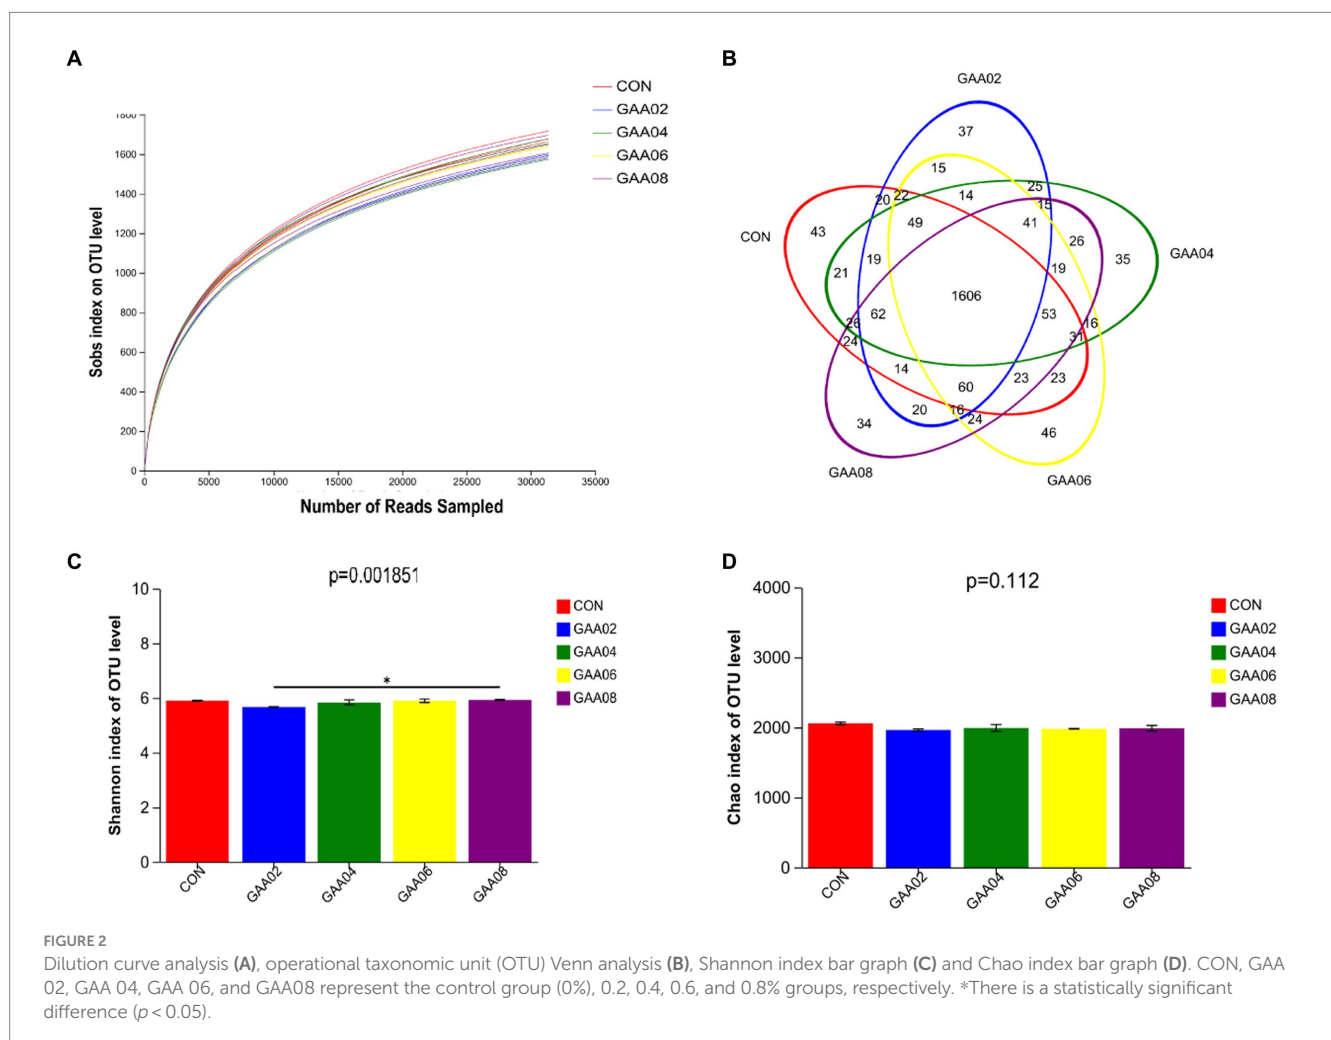 A
CON
GAA02
GAA04
GAA06
GAA08
1800
1600
1400
1200
1000
800
600
400
200
0
Sobs index on OTU level
0 5000 10000 15000 20000 25000 30000 35000
Number of Reads Sampled
B
GAA02
37
15
25
20 22 14 15
CON 43 49 41 26
GAA04
35
21 19 19
1606
62 53
26 16
24 31
14 23 23
60
20 16
34 24 46
GAA08
GAA06
C
p=0.001851
10
8
6
4
2
0
Shannon index of OTU level
*
CON
GAA02
GAA04
GAA06
GAA08
CON GAA02 GAA04 GAA06 GAA08
D
p=0.112
4000
3000
2000
1000
0
Chao index of OTU level
CON
GAA02
GAA04
GAA06
GAA08
CON GAA02 GAA04 GAA06 GAA08
FIGURE 2
Dilution curve analysis (A), operational taxonomic unit (OTU) Venn analysis (B), Shannon index bar graph (C) and Chao index bar graph (D). CON, GAA
02, GAA 04, GAA 06, and GAA08 represent the control group (0%), 0.2, 0.4, 0.6, and 0.8% groups, respectively. *There is a statistically significant
difference (p < 0.05).